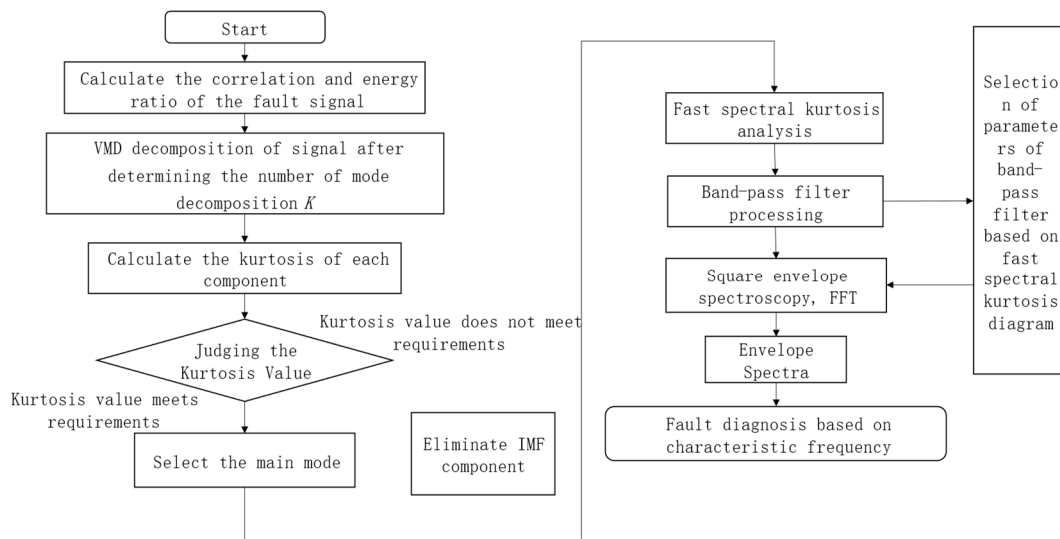 Start
Calculate the correlation and energy
ratio of the fault signal
VMD decomposition of signal after
determining the number of mode
decomposition K
Calculate the kurtosis of each
component
Kurtosis value does not meet
requirements
Judging the
Kurtosis Value
Kurtosis value meets
requirements
Select the main mode
Eliminate IMF
component
Fast spectral kurtosis
analysis
Band-pass filter
processing
Square envelope
spectroscopy, FFT
Envelope
Spectra
Fault diagnosis based on
characteristic frequency
Selectio
n of
paramete
rs of
band-
pass
filter
based on
fast
spectral
kurtosis
diagram